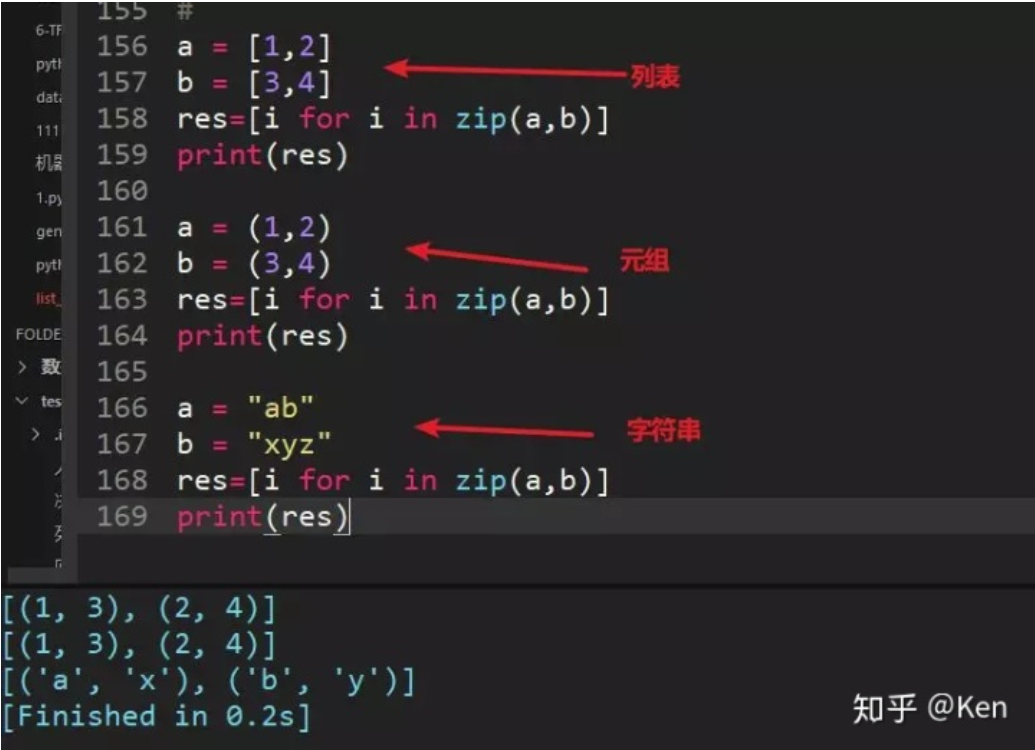 155 #
156 a = [1,2]
157 b = [3,4]
列表
158 res=[i for i in zip(a,b)]
159 print(res)
160
161 a = (1,2)
162 b = (3,4)
元组
163 res=[i for i in zip(a,b)]
164 print(res)
165
166 a = "ab"
167 b = "xyz"
字符串
168 res=[i for i in zip(a,b)]
169 print(res)
6-TF
pyth
data
111
1.py
gen
pyth
list_
FOLDE
数
tes
[(1, 3), (2, 4)]
[(1, 3), (2, 4)]
[('a', 'x'), ('b', 'y')]
[Finished in 0.2s]
知乎 @Ken